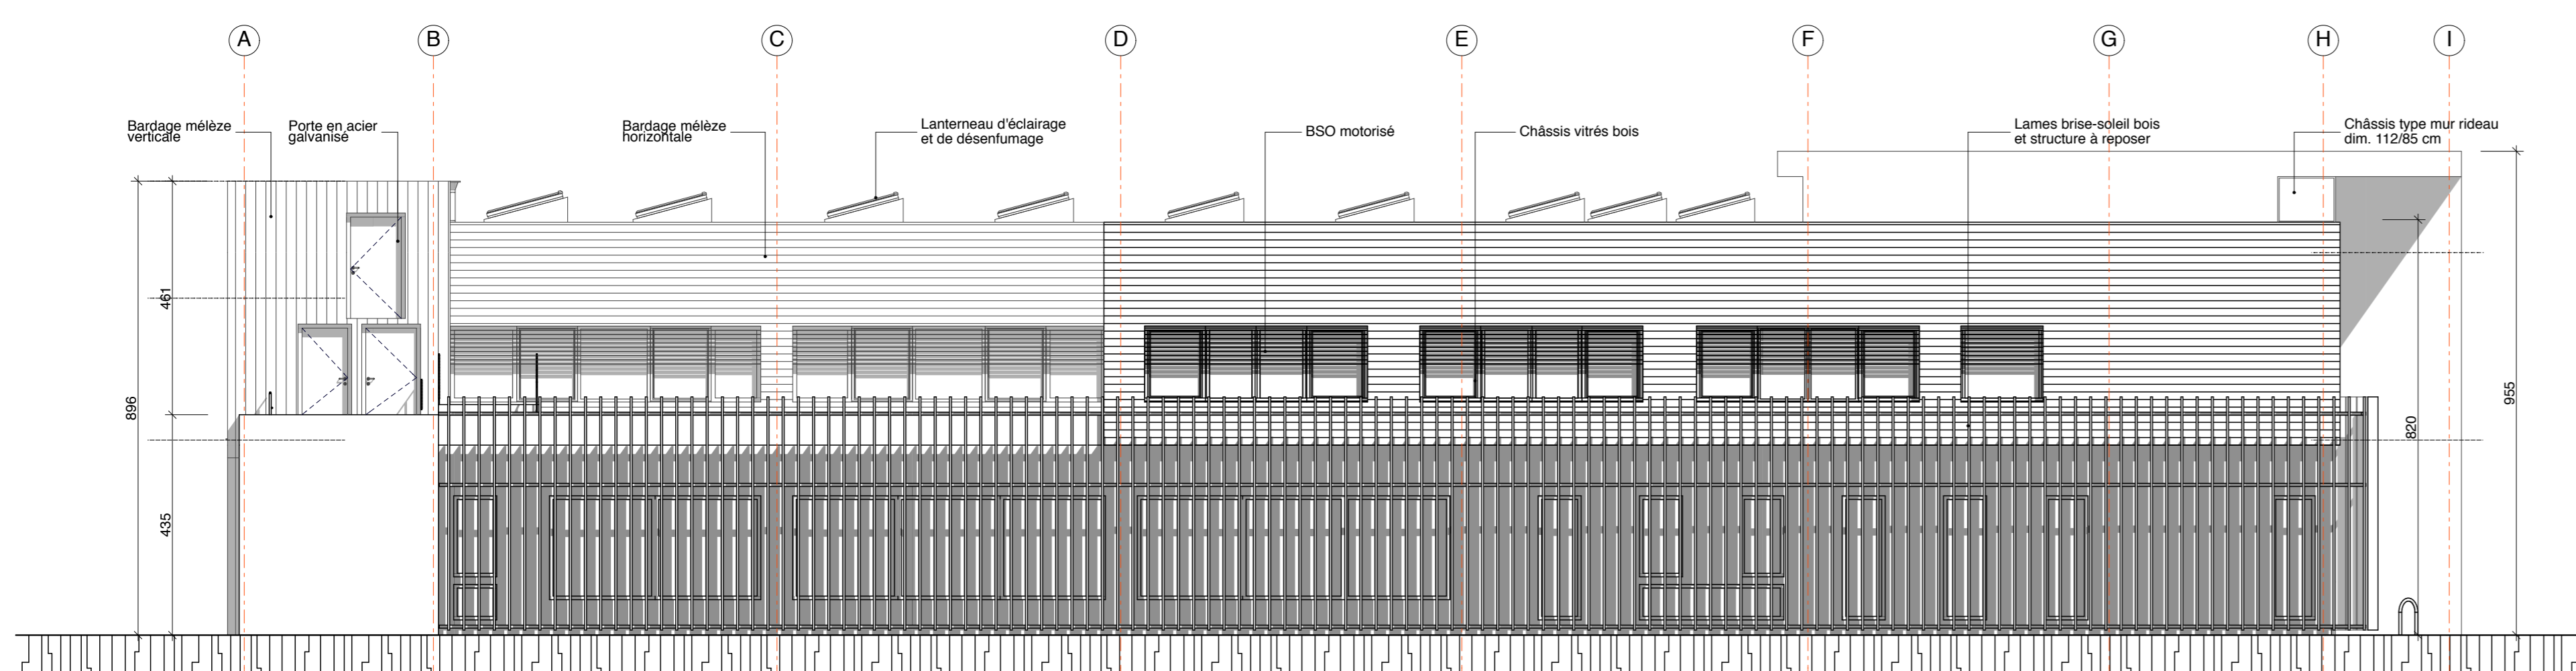 A
B
C
D
E
F
G
H
I
Bardage mélèze
verticale
Porte en acier
galvanisé
Bardage mélèze
horizontale
Lanterneau d'éclairage
et de désenfumage
BSO motorisé
Châssis vitrés bois
Lames brise-soleil bois
et structure à reposer
Châssis type mur rideau
dim. 112/85 cm
896
461
435
820
955